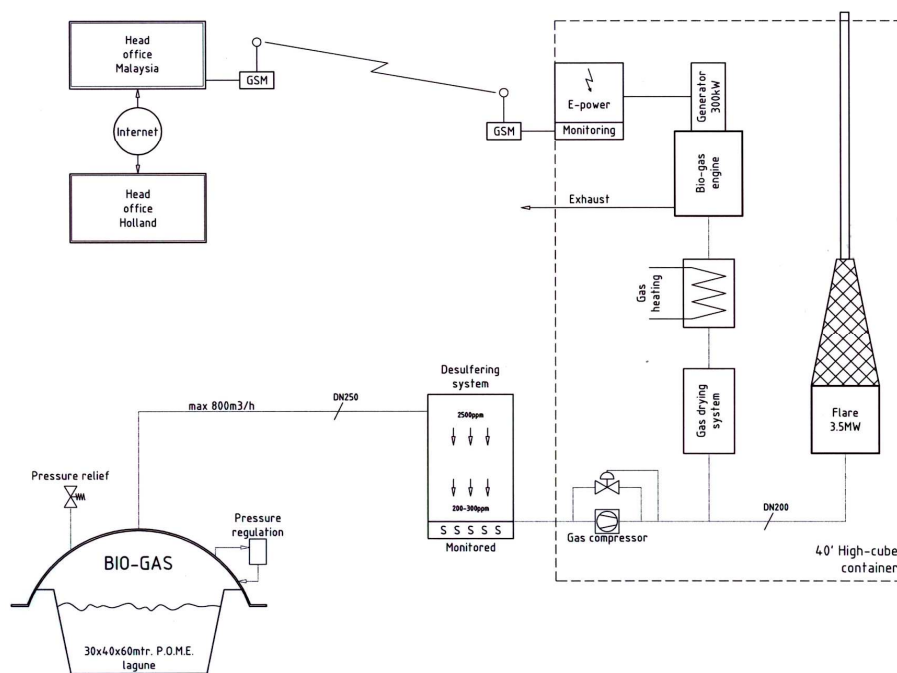 Head
office
Malaysia
GSM
Internet
Head
office
Holland
GSM
E-power
Monitoring
Generator
300kW
Bio-gas
engine
Exhaust
Gas
heating
Gas drying
system
Flare
3.5MW
Desulfering
system
2500ppm
200-300ppm
S S S S S
Monitored
max 800m3/h
DN250
Pressure relief
Pressure
regulation
BIO-GAS
30x40x60mtr. P.O.M.E.
lagune
Gas compressor
DN200
40' High-cube
container